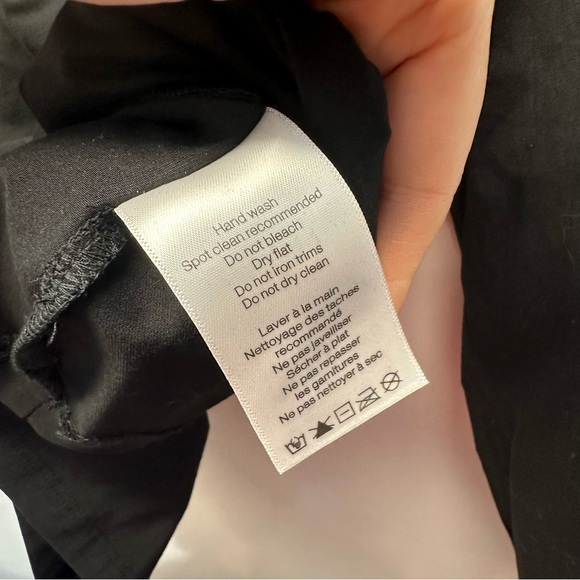 Hand wash
Spot clean recommended
Do not bleach
Dry flat
Do not iron trims
Do not dry clean
Laver à la main
Nettoyage des taches
recommandé
Ne pas javelliser
Sécher à plat
Ne pas repasser
les garnitures
Ne pas nettoyer à sec